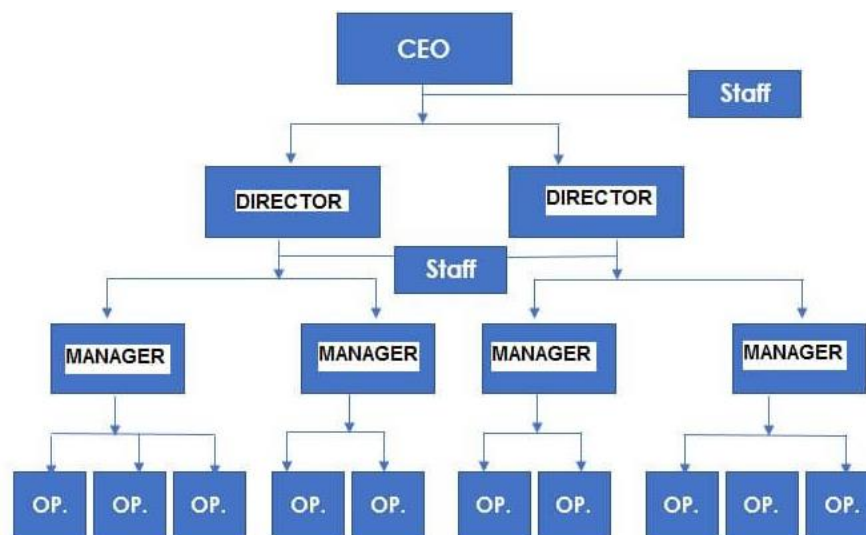 CEO
Staff
DIRECTOR
DIRECTOR
Staff
MANAGER
MANAGER
MANAGER
MANAGER
OP.
OP.
OP.
OP.
OP.
OP.
OP.
OP.
OP.
OP.